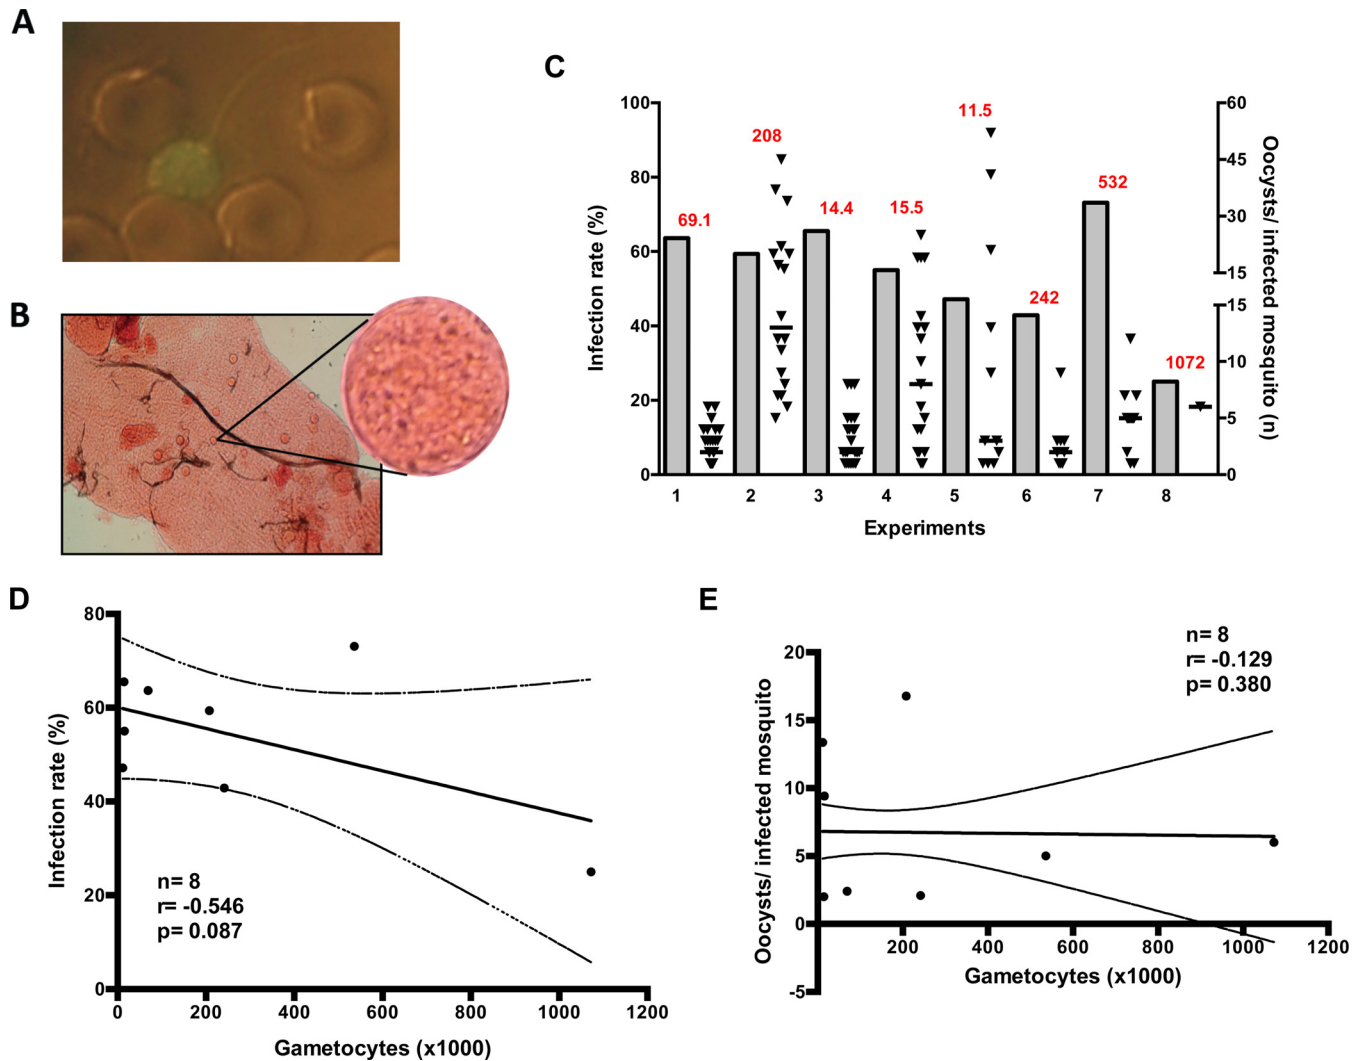 A
B
C
100
80
60
40
20
0
Infection rate (%)
69.1
208
14.4
15.5
11.5
242
532
1072
60
45
30
15
15
10
5
0
Oocysts/ infected mosquito (n)
1 2 3 4 5 6 7 8
Experiments
D
80
60
40
20
0
Infection rate (%)
n= 8
r= -0.546
p= 0.087
0 200 400 600 800 1000 1200
Gametocytes (x1000)
E
20
15
10
5
0
-5
Oocysts/ infected mosquito
n= 8
r= -0.129
p= 0.380
200 400 600 800 1000 1200
Gametocytes (x1000)